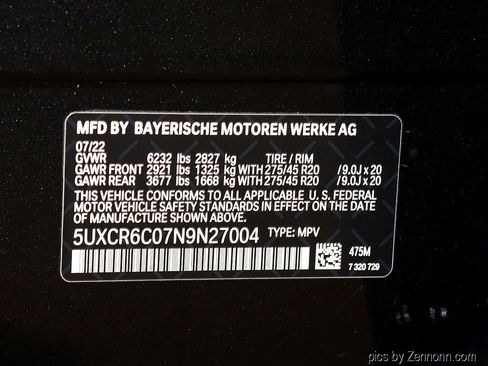 MFD BY BAYERISCHE MOTOREN WERKE AG
07/22
GVWR 6232 lbs 2827 kg TIRE / RIM
GAWR FRONT 2921 lbs 1325 kg WITH 275/45 R20 /9.0J x 20
GAWR REAR 3677 lbs 1668 kg WITH 275/45 R20 /9.0J x 20
THIS VEHICLE CONFORMS TO ALL APPLICABLE U. S. FEDERAL
MOTOR VEHICLE SAFETY STANDARDS IN EFFECT ON THE
DATE OF MANUFACTURE SHOWN ABOVE.
5UXCR6C07N9N27004 TYPE: MPV
475M
7 320 729
pics by Zennonn.com